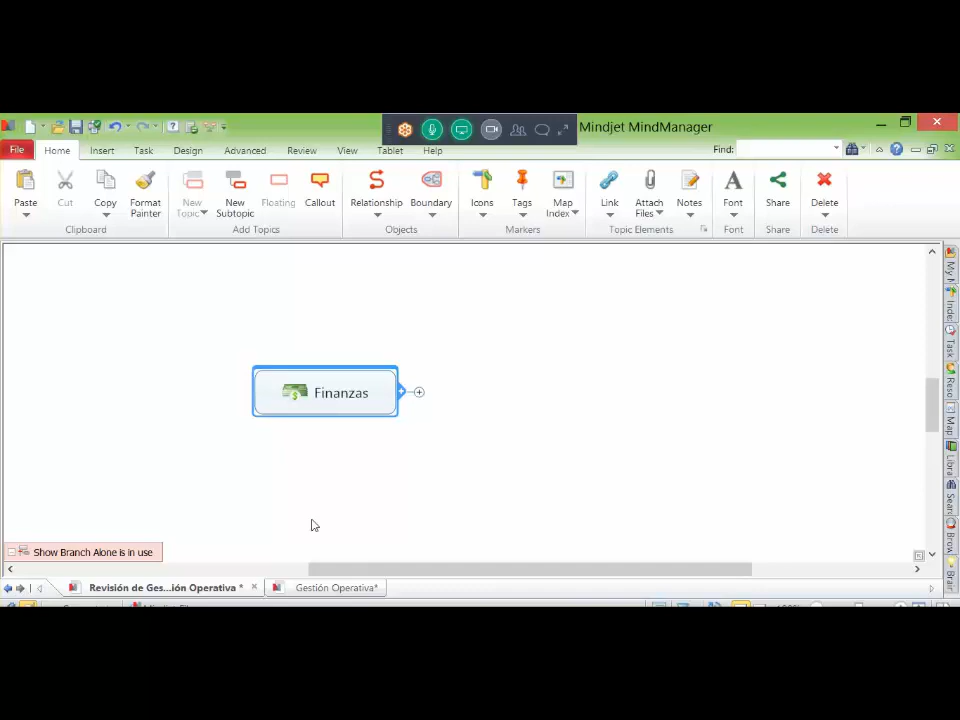 Mindjet MindManager
File Home Insert Task Design Advanced Review View Tablet Help Find:
Paste Cut Copy Format Painter New Topic New Subtopic Floating Callout Relationship Boundary Icons Tags Map Index Link Attach Files Notes Font Share Delete
Clipboard Add Topics Objects Markers Topic Elements Font Share Delete
Finanzas
Show Branch Alone is in use
Revisión de Ges...ión Operativa * Gestión Operativa*
Task
Map